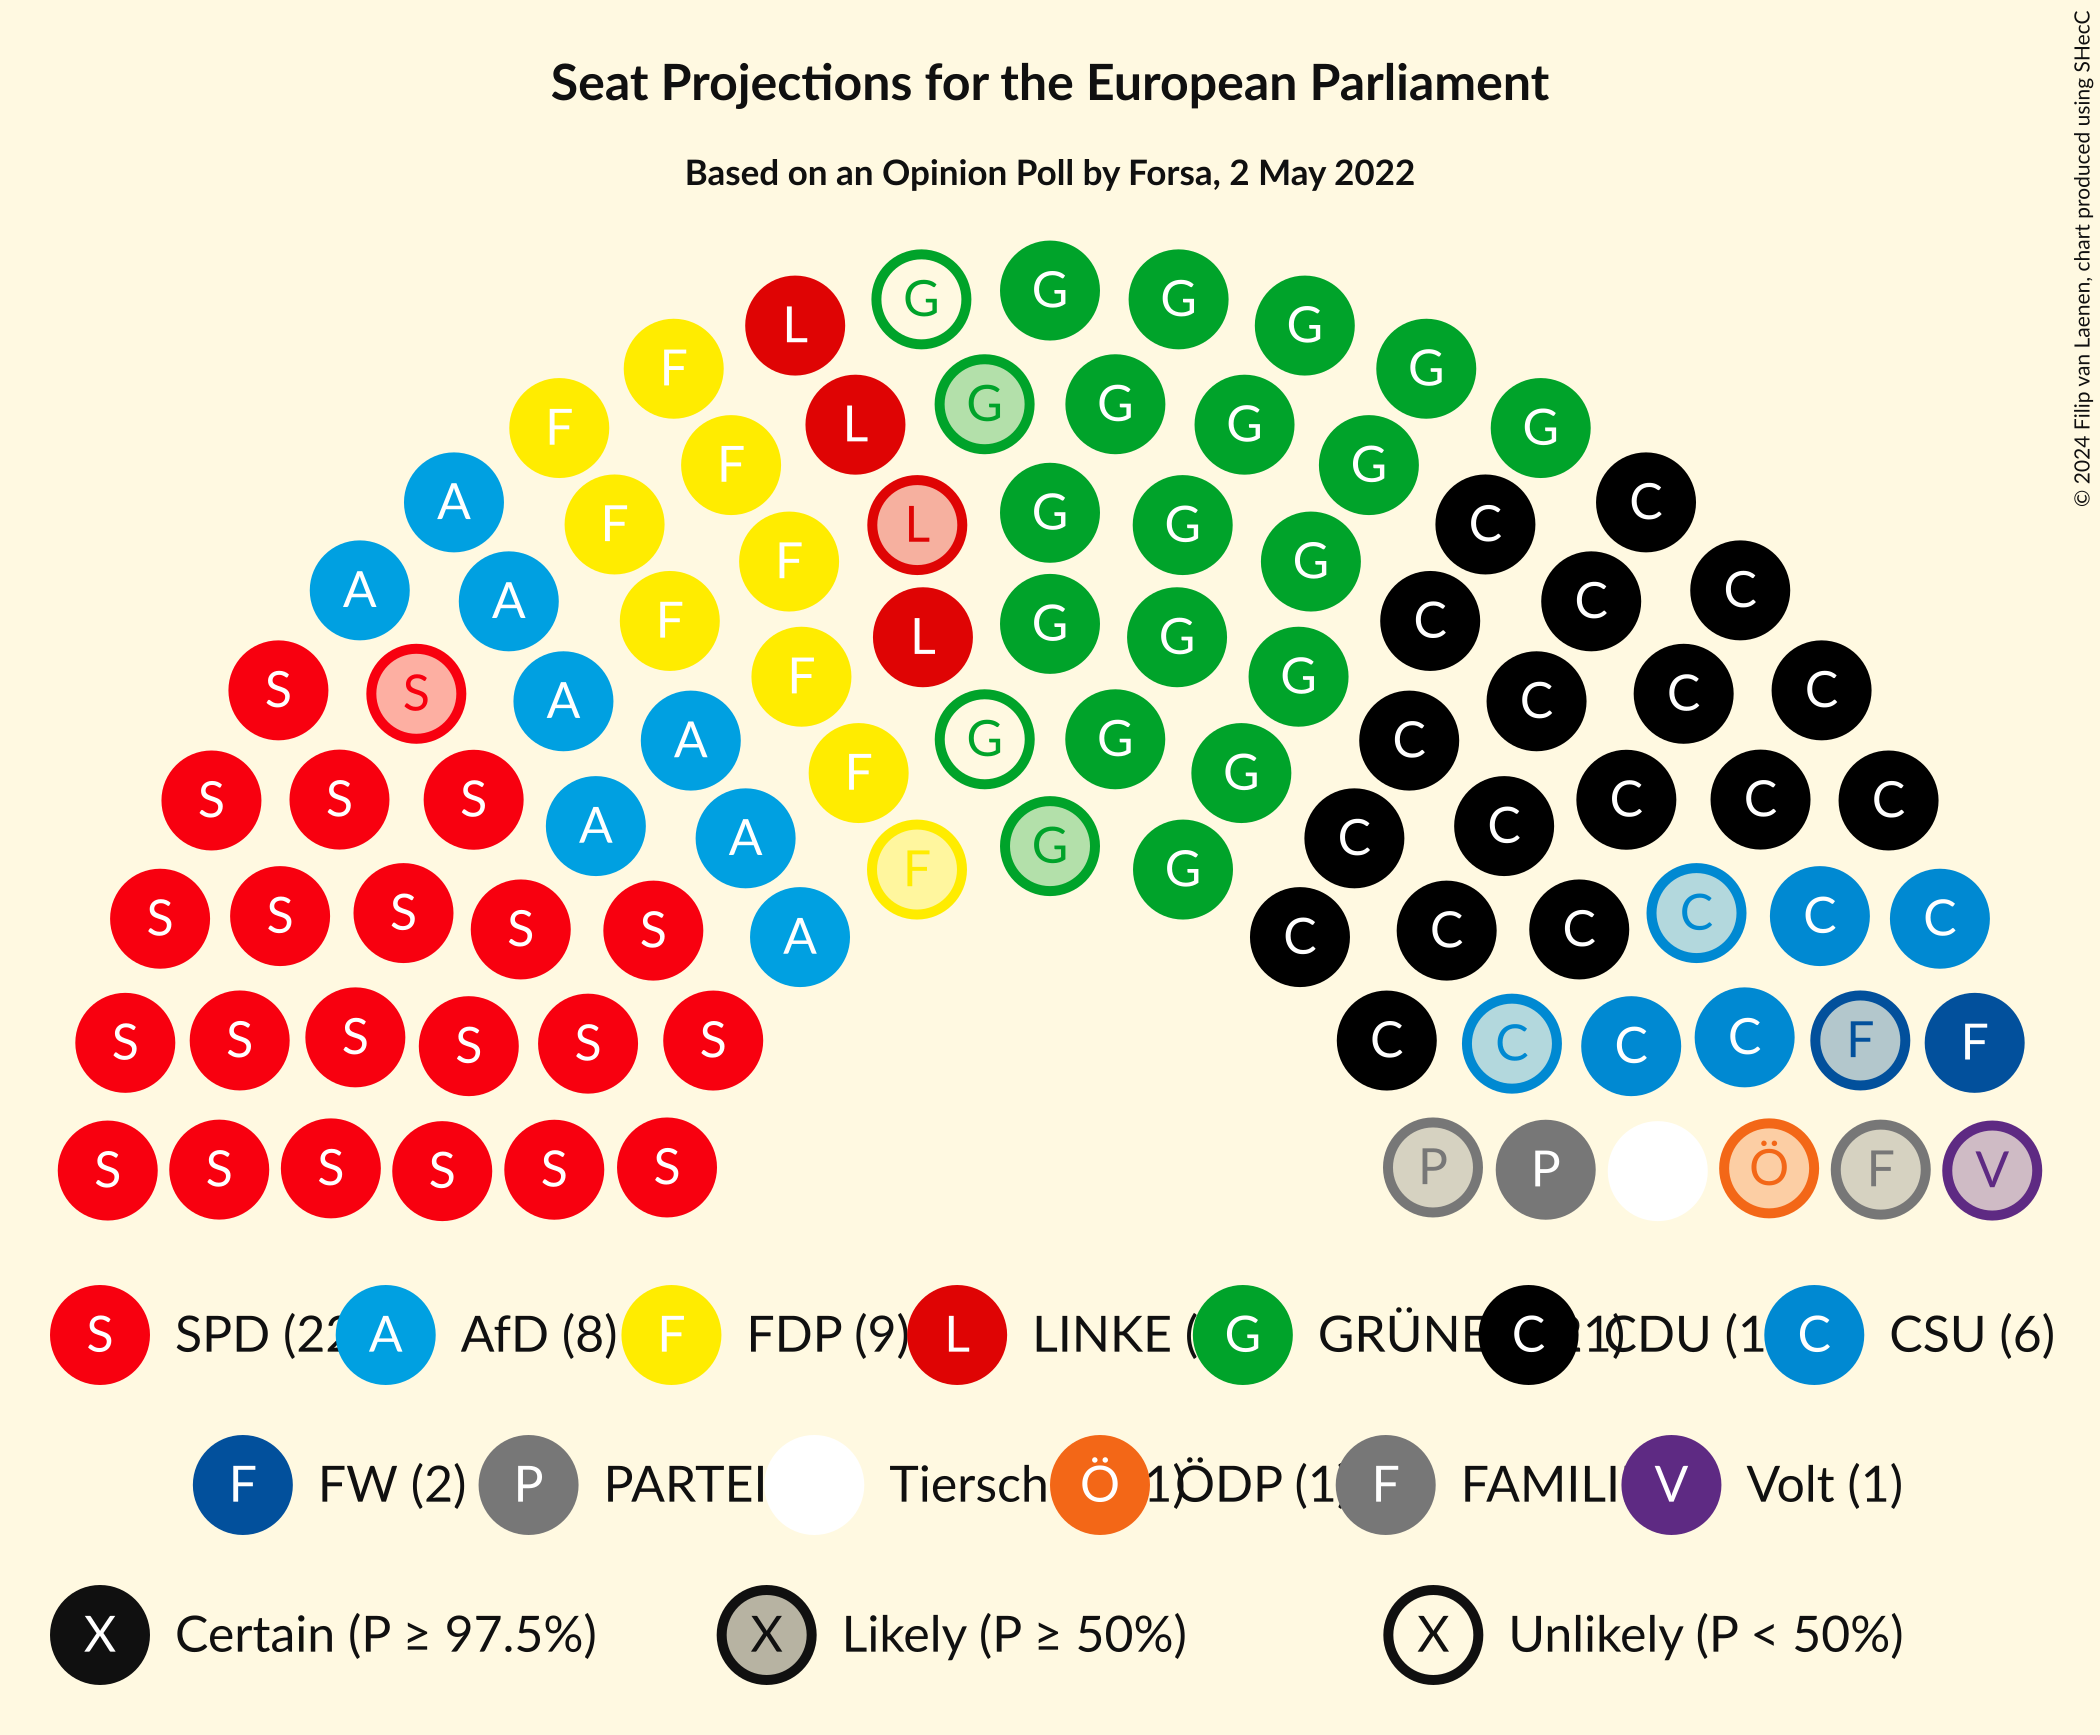 Seat Projections for the European Parliament
Based on an Opinion Poll by Forsa, 2 May 2022
© 2024 Filip van Laenen, chart produced using SHecC
L G G G G
F G
F L G G G G
F G
A F L G G C C
F G
A A F L G G C C C
S S A F G C C C
A G G C
S S S A A F G C C C C C
S S S S S A F G G C C C C C C
S S S S S S C C C C F F
S S S S S S P P Ö F V
S SPD (22 A AfD (8) F FDP (9) L LINKE ( G GRÜNE 21) C CDU (1 C CSU (6)
F FW (2) P PARTEI Tiersch 1) Ö ÖDP (1) F FAMILI V Volt (1)
X Certain (P ≥ 97.5%) X Likely (P ≥ 50%) X Unlikely (P < 50%)